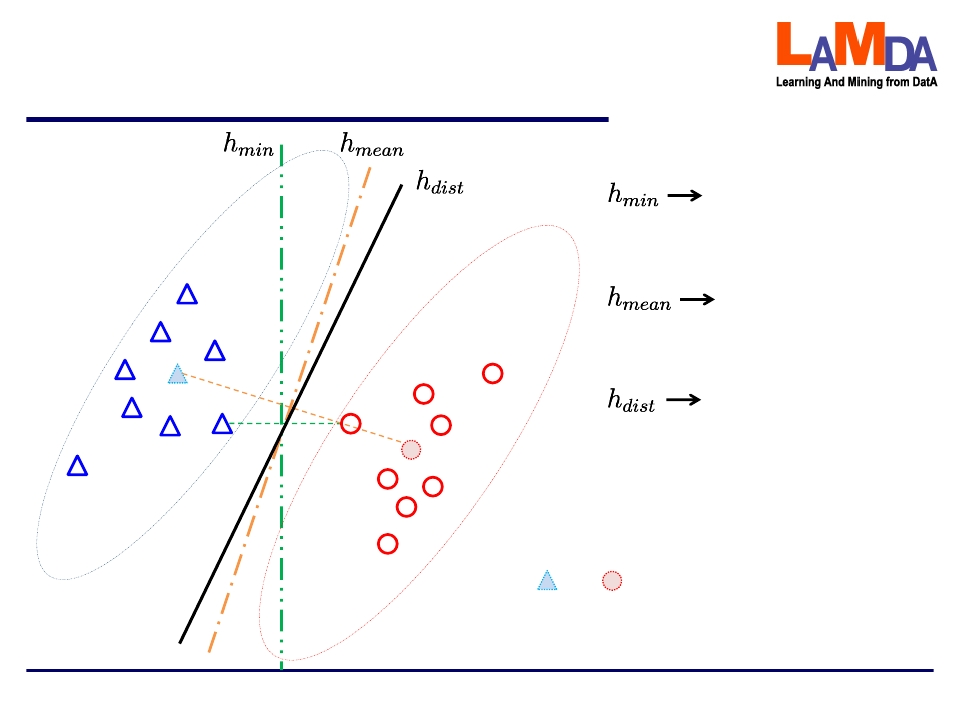 LAMDA
Learning And Mining from DatA
h_min
h_mean
h_dist
h_min →
h_mean →
h_dist →